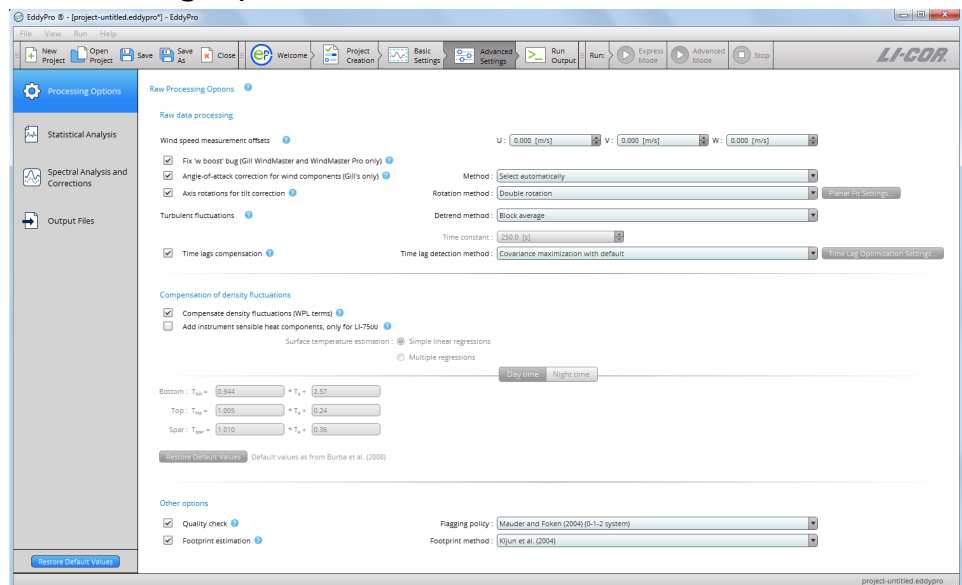 EddyPro ® - [project-untitled.eddypro*] - EddyPro
File View Run Help
New Project Open Project Save Save As Close Welcome Project Creation Basic Settings Advanced Settings Run Output Run: Express Mode Advanced Mode Stop LI-COR.
Processing Options
Statistical Analysis
Spectral Analysis and
Corrections
Output Files
Restore Default Values
Raw Processing Options ?
Raw data processing
Wind speed measurement offsets ? U : 0.000 [m/s] V : 0.000 [m/s] W : 0.000 [m/s]
Fix 'w boost' bug (Gill WindMaster and WindMaster Pro only) ?
Angle-of-attack correction for wind components (Gill's only) ? Method : Select automatically
Axis rotations for tilt correction ? Rotation method : Double rotation Planar Fit Settings...
Turbulent fluctuations ? Detrend method : Block average
Time constant : 250.0 [s]
Time lags compensation ? Time lag detection method : Covariance maximization with default Time Lag Optimization Settings...
Compensation of density fluctuations
Compensate density fluctuations (WPL terms) ?
Add instrument sensible heat components, only for LI-7500 ?
Surface temperature estimation : Simple linear regressions
Multiple regressions
Day time Night time
Bottom : Tbot = 0.944 * Ta + 2.57
Top : Ttop = 1.005 * Ta + 0.24
Spar : Tspar = 1.010 * Ta + 0.36
Restore Default Values Default values as from Burba et al. (2008)
Other options
Quality check ? Flagging policy : Mauder and Foken (2004) (0-1-2 system)
Footprint estimation ? Footprint method : Kljun et al. (2004)
project-untitled.eddypro